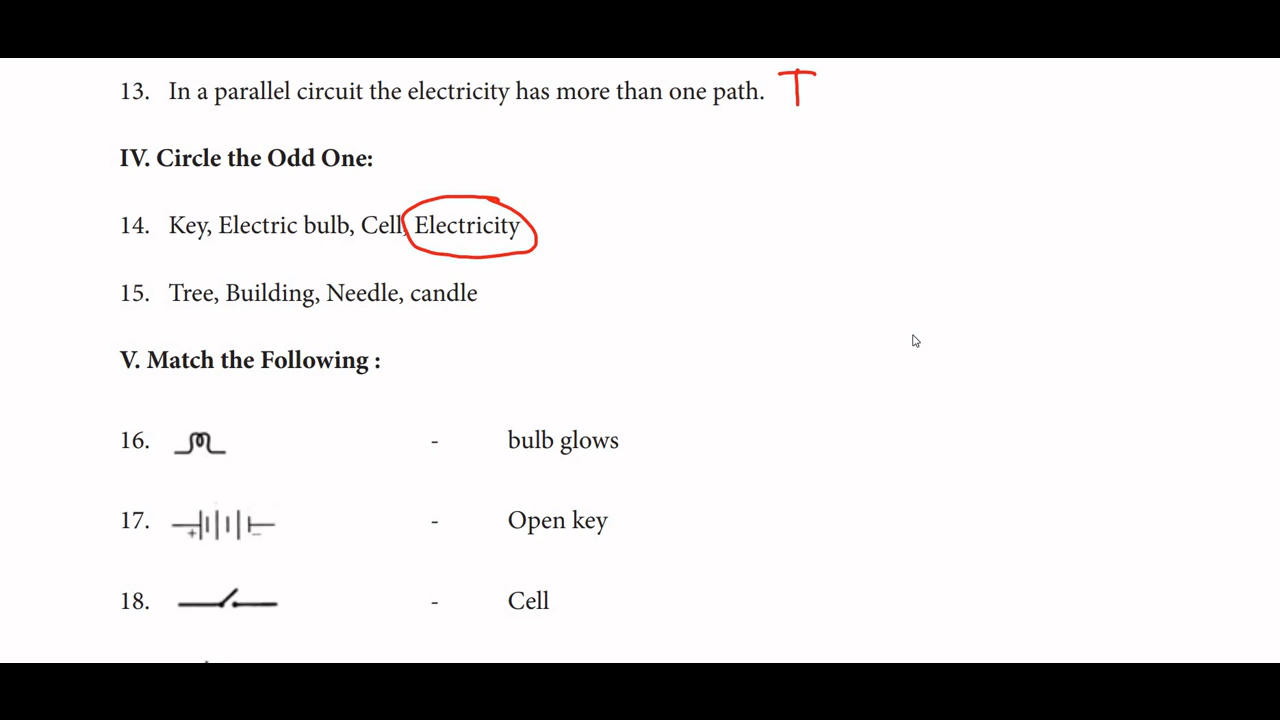 13. In a parallel circuit the electricity has more than one path. T
IV. Circle the Odd One:
14. Key, Electric bulb, Cell, Electricity
15. Tree, Building, Needle, candle
V. Match the Following :
16. - bulb glows
17. + - - Open key
18. - Cell